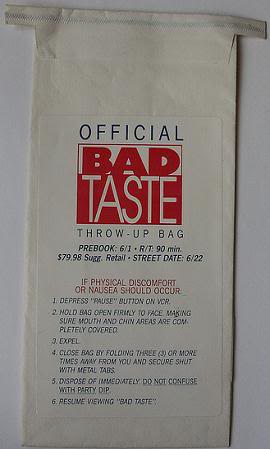 OFFICIAL
BAD
TASTE
THROW-UP BAG
PREBOOK: 6/1 • R/T: 90 min.
$79.98 Sugg. Retail • STREET DATE: 6/22
IF PHYSICAL DISCOMFORT
OR NAUSEA SHOULD OCCUR:
1. DEPRESS "PAUSE" BUTTON ON VCR.
2. HOLD BAG OPEN FIRMLY TO FACE. MAKING
SURE MOUTH AND CHIN AREAS ARE COM-
PLETELY COVERED.
3. EXPEL.
4. CLOSE BAG BY FOLDING THREE (3) OR MORE
TIMES AWAY FROM YOU AND SECURE SHUT
WITH METAL TABS.
5. DISPOSE OF IMMEDIATELY. DO NOT CONFUSE
WITH PARTY DIP.
6. RESUME VIEWING "BAD TASTE".